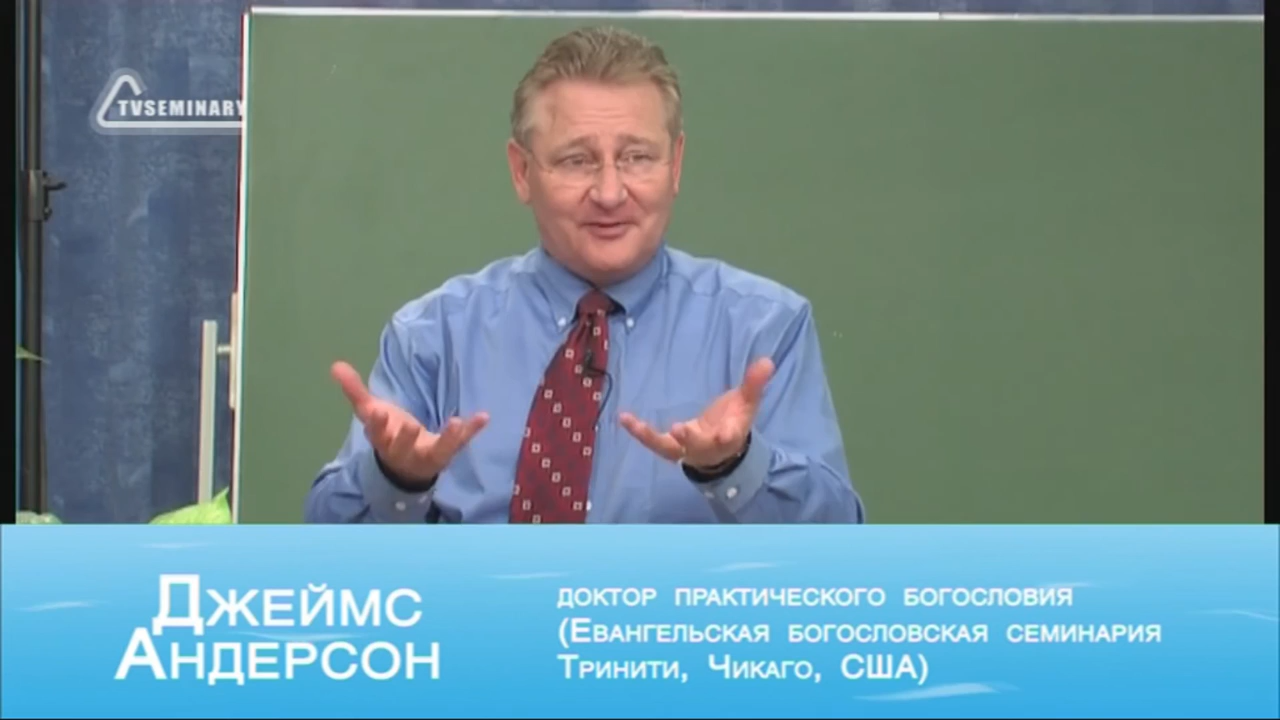 TVSEMINARY
Джеймс
Андерсон
доктор практического богословия
(Евангельская богословская семинария
Тринити, Чикаго, США)